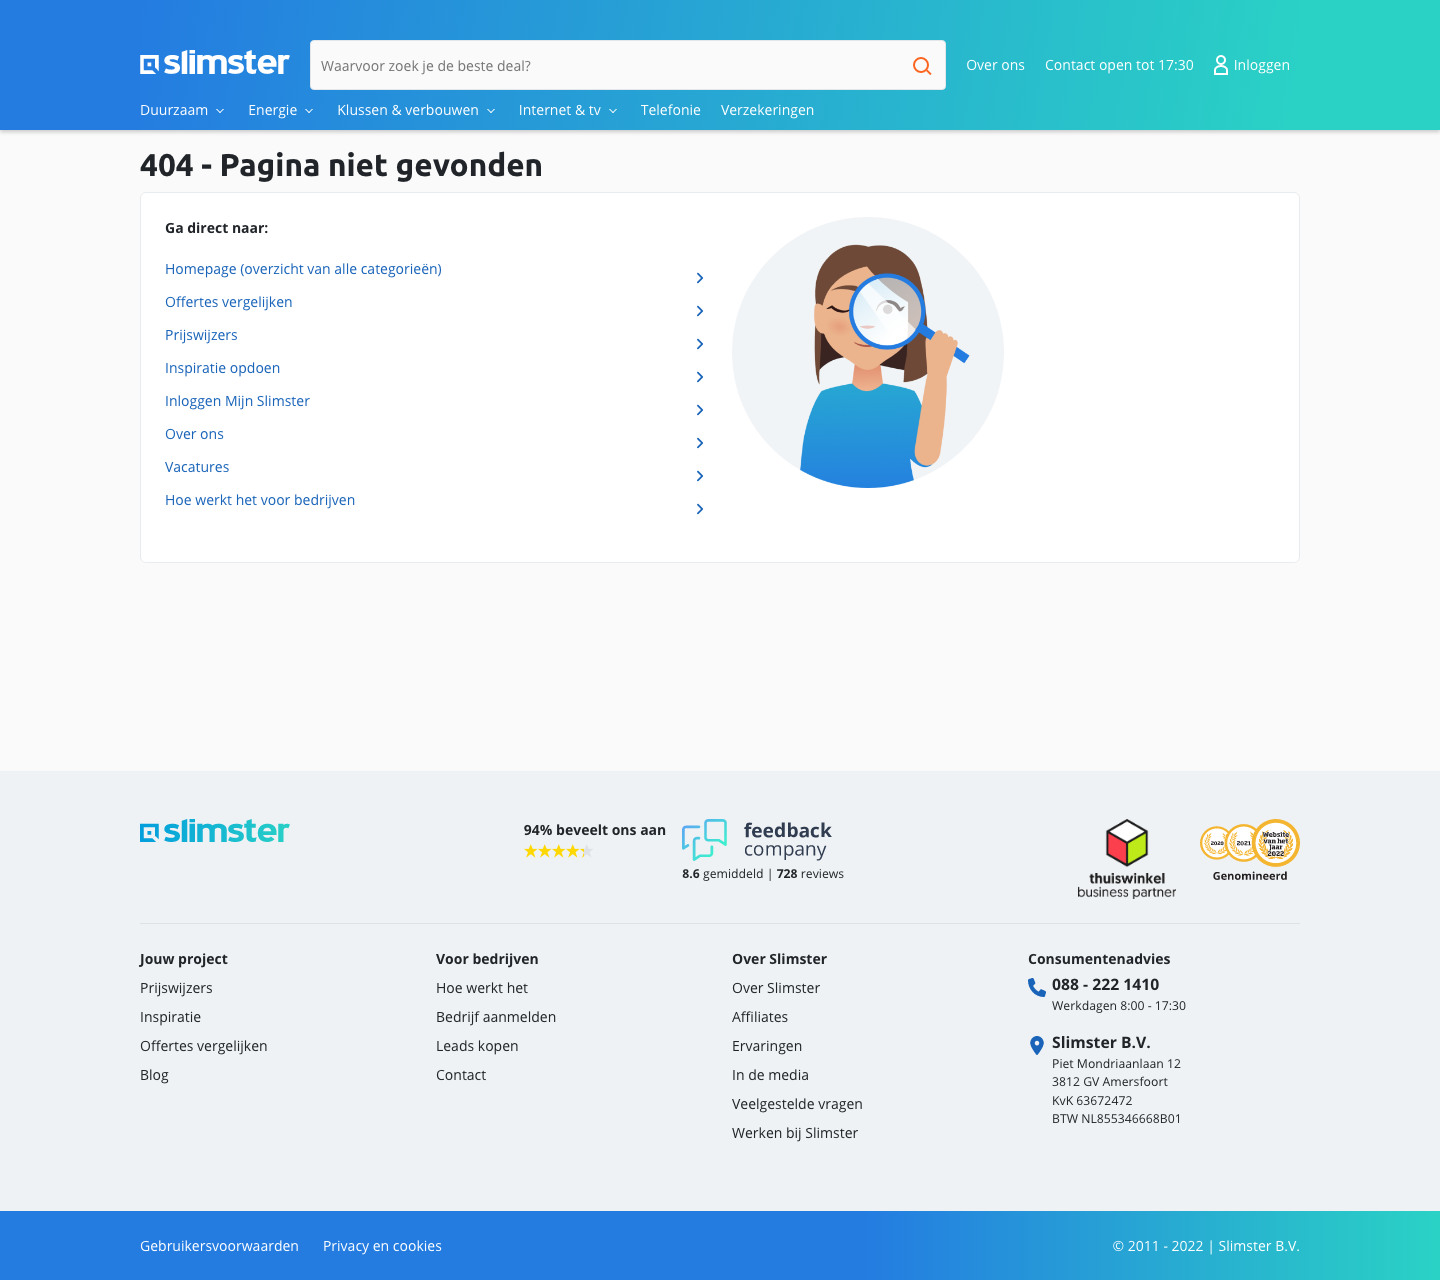 slimster
Waarvoor zoek je de beste deal?
Over ons
Contact open tot 17:30
Inloggen
Duurzaam
Energie
Klussen & verbouwen
Internet & tv
Telefonie
Verzekeringen
404 - Pagina niet gevonden
Ga direct naar:
Homepage (overzicht van alle categorieën)
Offertes vergelijken
Prijswijzers
Inspiratie opdoen
Inloggen Mijn Slimster
Over ons
Vacatures
Hoe werkt het voor bedrijven
slimster
94% beveelt ons aan
feedback
company
8.6 gemiddeld | 728 reviews
thuiswinkel
business partner
2020
2021
Website
Van het
Jaar
2022
Genomineerd
Jouw project
Prijswijzers
Inspiratie
Offertes vergelijken
Blog
Voor bedrijven
Hoe werkt het
Bedrijf aanmelden
Leads kopen
Contact
Over Slimster
Over Slimster
Affiliates
Ervaringen
In de media
Veelgestelde vragen
Werken bij Slimster
Consumentenadvies
088 - 222 1410
Werkdagen 8:00 - 17:30
Slimster B.V.
Piet Mondriaanlaan 12
3812 GV Amersfoort
KvK 63672472
BTW NL855346668B01
Gebruikersvoorwaarden
Privacy en cookies
© 2011 - 2022 | Slimster B.V.